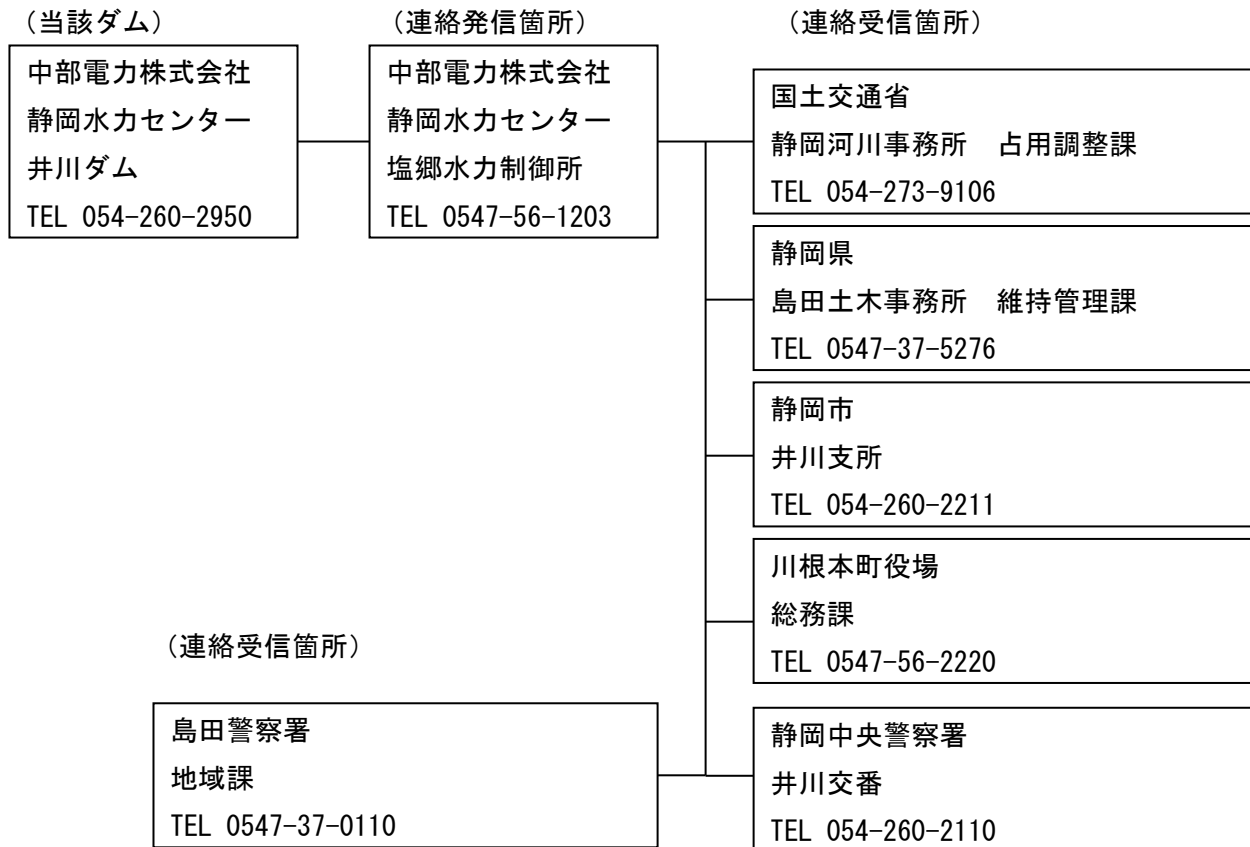 （当該ダム）
中部電力株式会社
静岡水力センター
井川ダム
TEL 054-260-2950
（連絡発信箇所）
中部電力株式会社
静岡水力センター
塩郷水力制御所
TEL 0547-56-1203
（連絡受信箇所）
国土交通省
静岡河川事務所　占用調整課
TEL 054-273-9106
静岡県
島田土木事務所　維持管理課
TEL 0547-37-5276
静岡市
井川支所
TEL 054-260-2211
川根本町役場
総務課
TEL 0547-56-2220
静岡中央警察署
井川交番
TEL 054-260-2110
（連絡受信箇所）
島田警察署
地域課
TEL 0547-37-0110